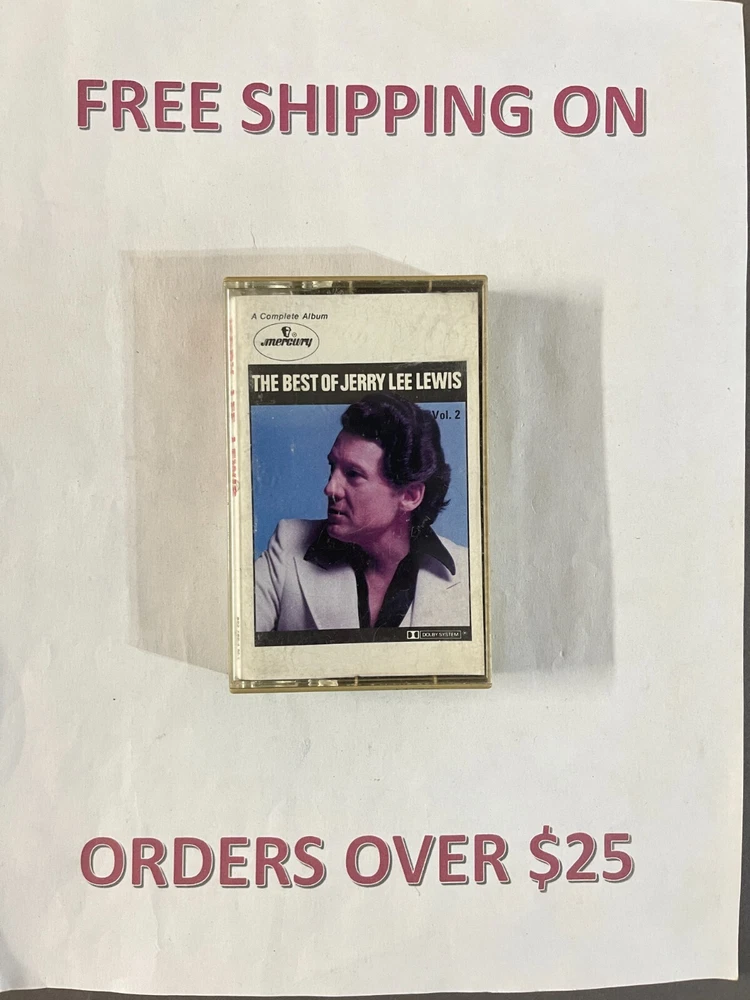 FREE SHIPPING ON
A Complete Album
mercury
THE BEST OF JERRY LEE LEWIS
Vol. 2
DOLBY SYSTEM
ORDERS OVER $25